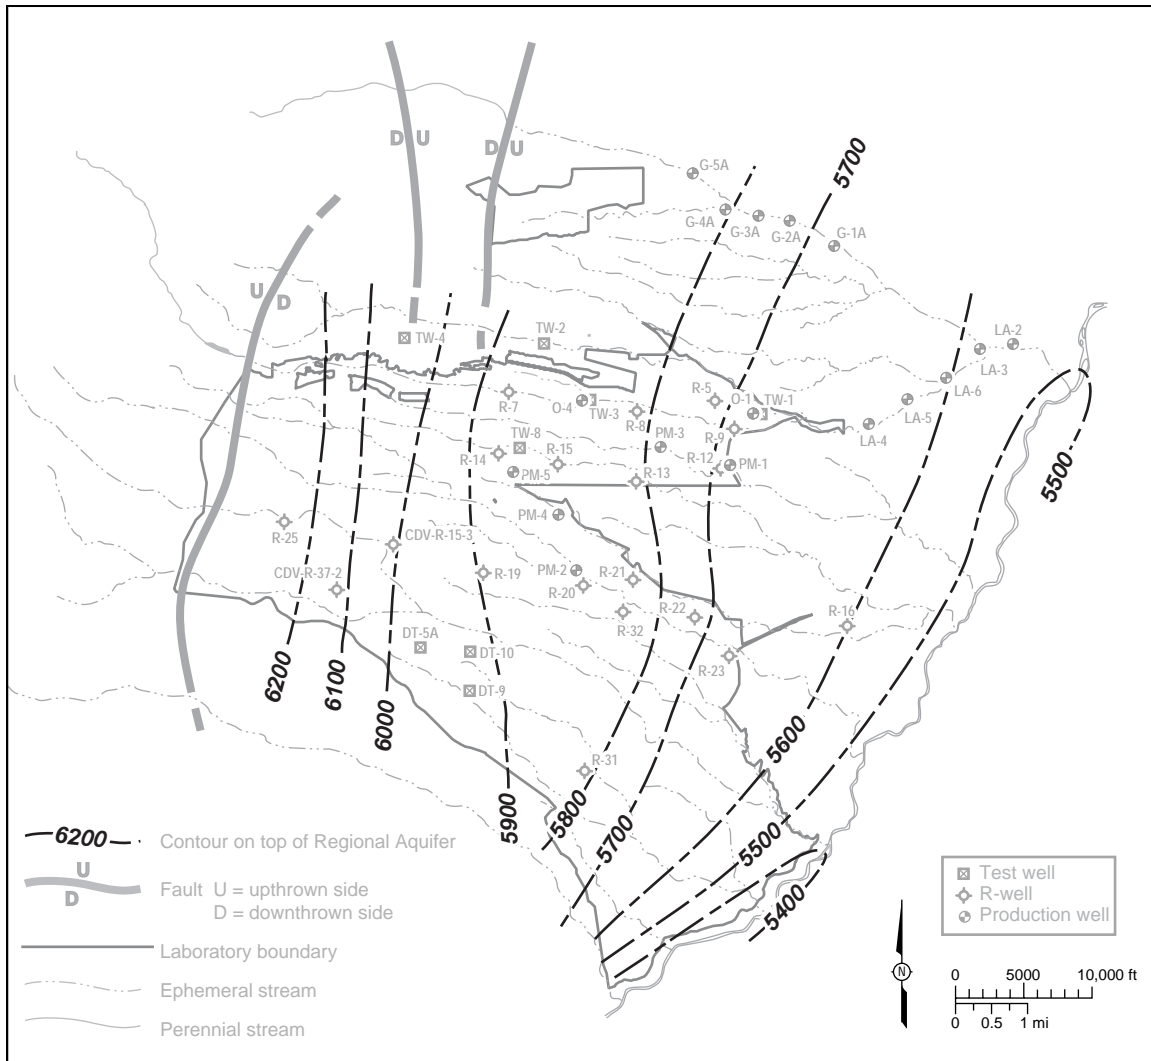 D U
D U
5700
G-5A
G-4A
G-3A
G-2A
G-1A
U
D
TW-4
TW-2
LA-2
LA-3
LA-6
LA-5
LA-4
R-7
O-4
TW-3
R-8
R-5
O-1
TW-1
R-9
5500
TW-8
R-14
R-15
PM-5
PM-3
R-12
PM-1
R-13
PM-4
R-25
CDV-R-15-3
CDV-R-37-2
R-19
PM-2
R-20
R-21
R-32
R-22
R-16
R-23
DT-5A
DT-10
DT-9
6200
6100
6000
5900
R-31
5800
5700
5600
5500
5400
6200 Contour on top of Regional Aquifer
U
D
Fault U = upthrown side
D = downthrown side
Laboratory boundary
Ephemeral stream
Perennial stream
Test well
R-well
Production well
N
0 5000 10,000 ft
0 0.5 1 mi